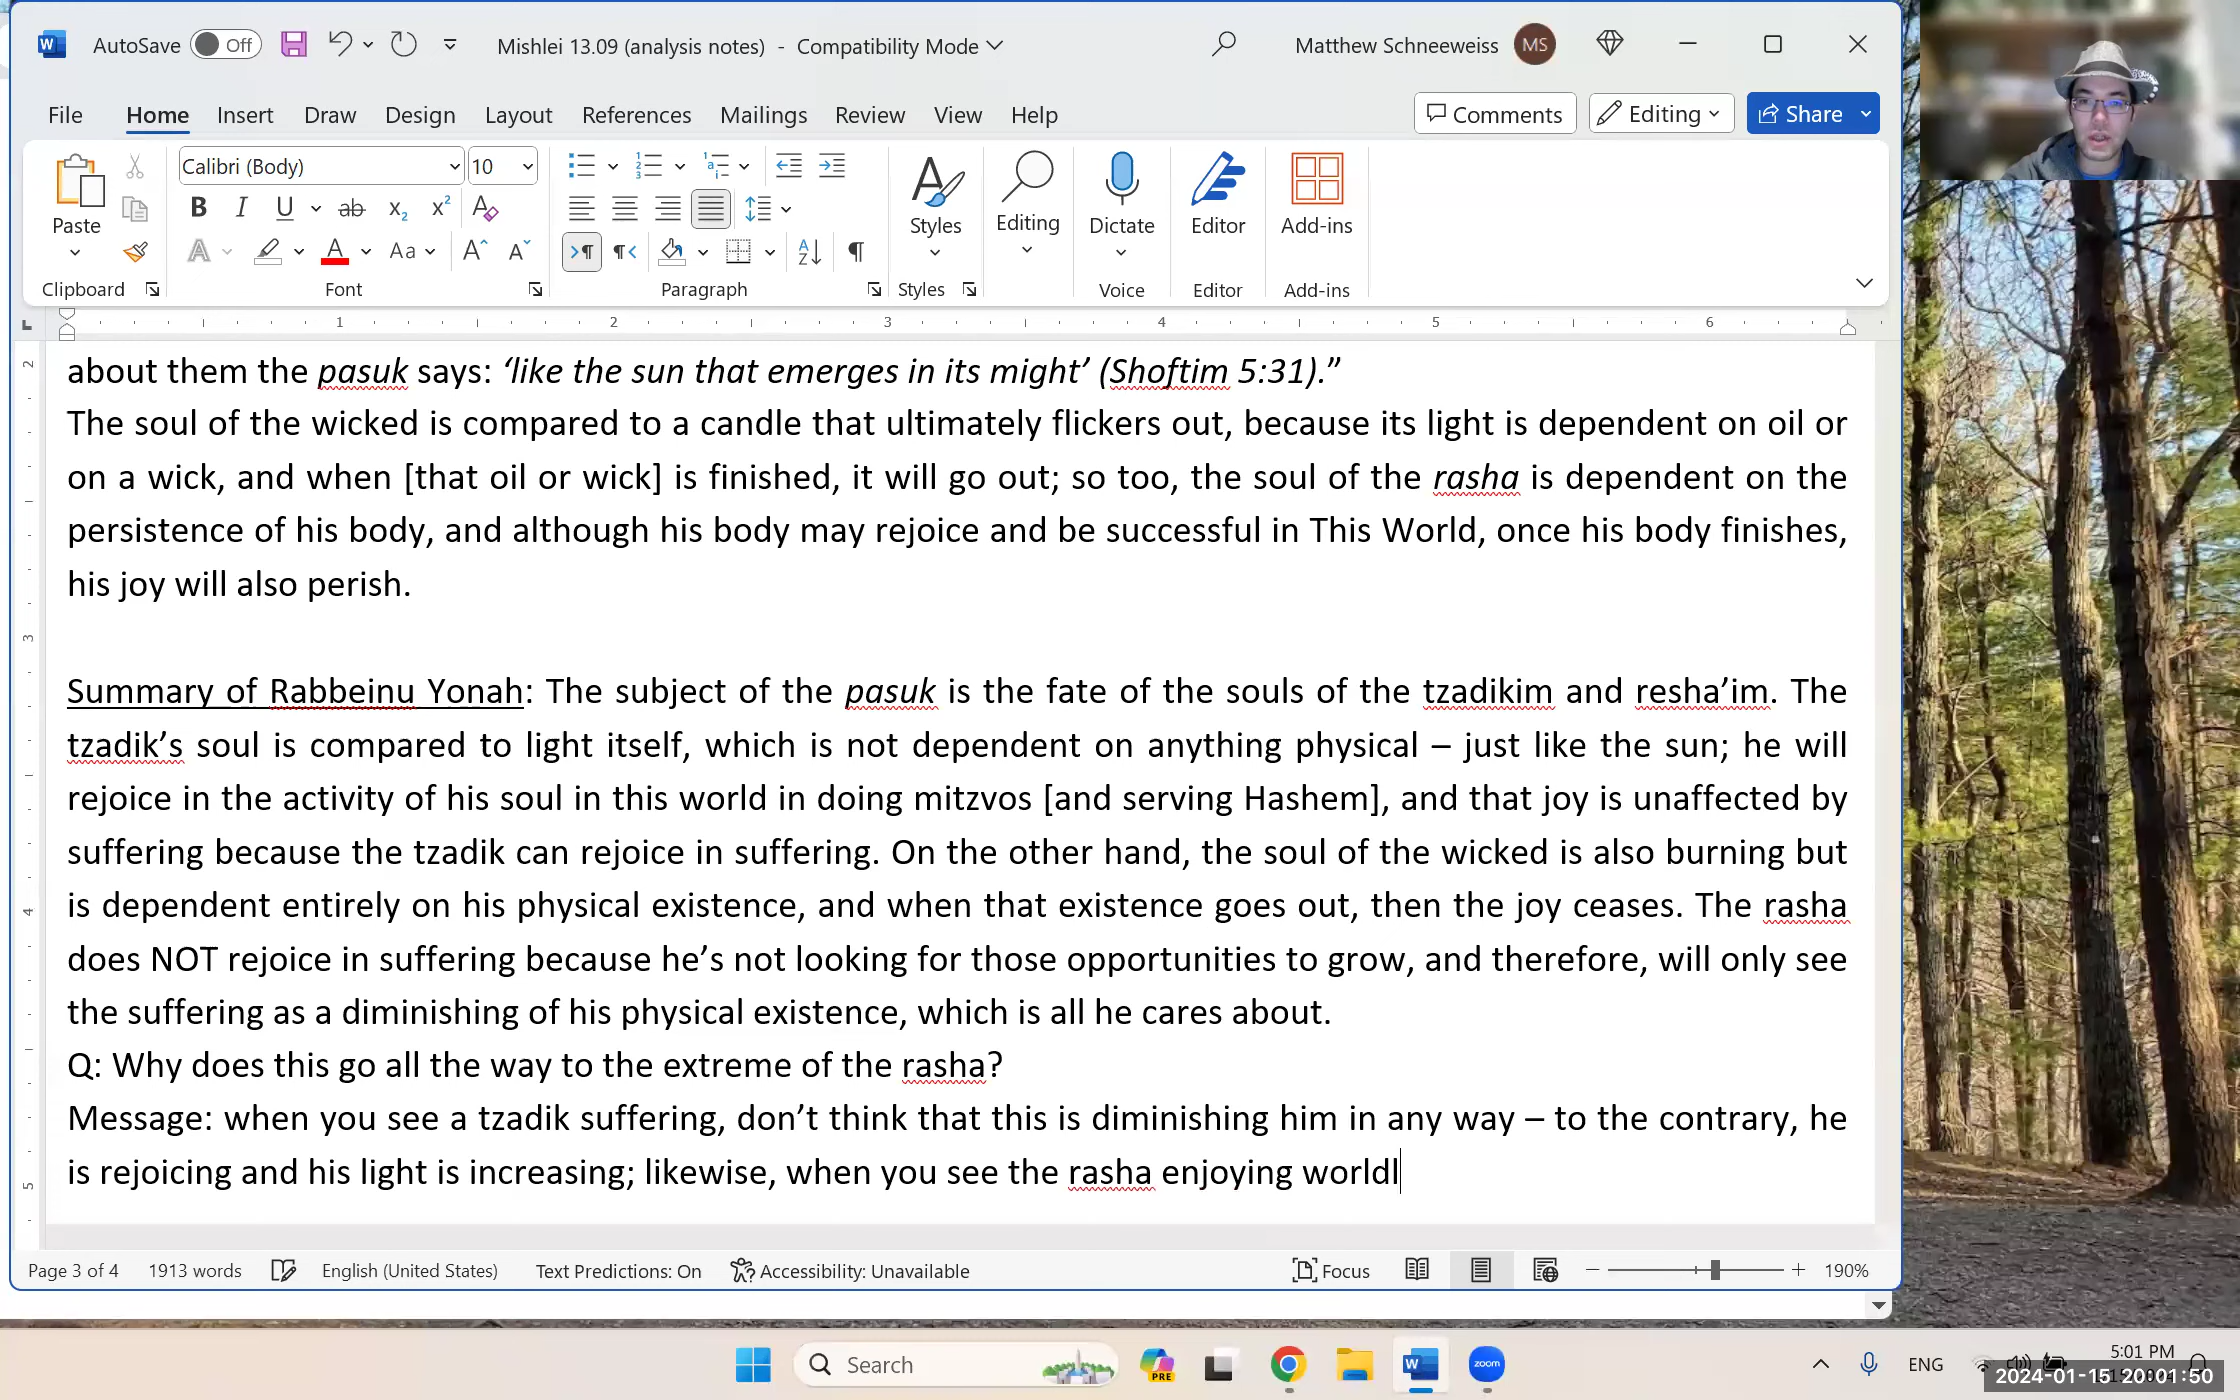 AutoSave Off Mishlei 13.09 (analysis notes) - Compatibility Mode Matthew Schneeweiss MS
File Home Insert Draw Design Layout References Mailings Review View Help Comments Editing Share
Calibri (Body) 10
Paste Styles Editing Dictate Editor Add-ins
Clipboard Font Paragraph Styles Voice Editor Add-ins
1 2 3 4 5 6
about them the pasuk says: ‘like the sun that emerges in its might’ (Shoftim 5:31).”
The soul of the wicked is compared to a candle that ultimately flickers out, because its light is dependent on oil or
on a wick, and when [that oil or wick] is finished, it will go out; so too, the soul of the rasha is dependent on the
persistence of his body, and although his body may rejoice and be successful in This World, once his body finishes,
his joy will also perish.
Summary of Rabbeinu Yonah: The subject of the pasuk is the fate of the souls of the tzadikim and resha’im. The
tzadik’s soul is compared to light itself, which is not dependent on anything physical – just like the sun; he will
rejoice in the activity of his soul in this world in doing mitzvos [and serving Hashem], and that joy is unaffected by
suffering because the tzadik can rejoice in suffering. On the other hand, the soul of the wicked is also burning but
is dependent entirely on his physical existence, and when that existence goes out, then the joy ceases. The rasha
does NOT rejoice in suffering because he’s not looking for those opportunities to grow, and therefore, will only see
the suffering as a diminishing of his physical existence, which is all he cares about.
Q: Why does this go all the way to the extreme of the rasha?
Message: when you see a tzadik suffering, don’t think that this is diminishing him in any way – to the contrary, he
is rejoicing and his light is increasing; likewise, when you see the rasha enjoying worldl
Page 3 of 4 1913 words English (United States) Text Predictions: On Accessibility: Unavailable Focus 190%
Search PRE zoom ENG 5:01 PM
2024-01-15 20:01:50